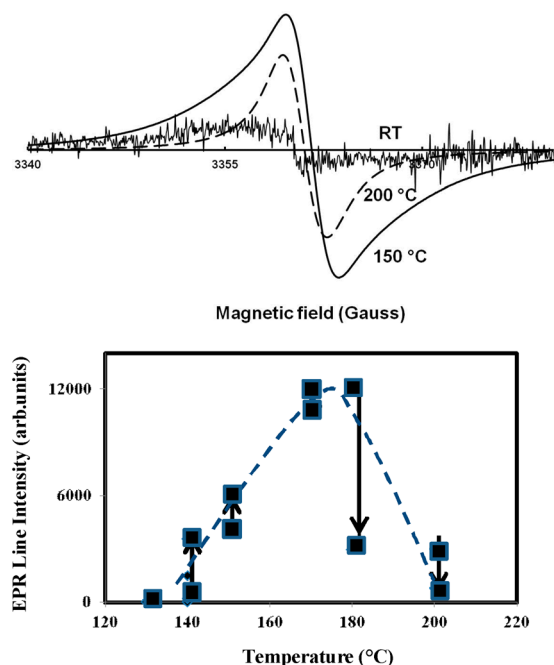 RT
3340
3355
3370
200 °C
150 °C
Magnetic field (Gauss)
EPR Line Intensity (arb.units)
12000
6000
0
120
140
160
180
200
220
Temperature (°C)